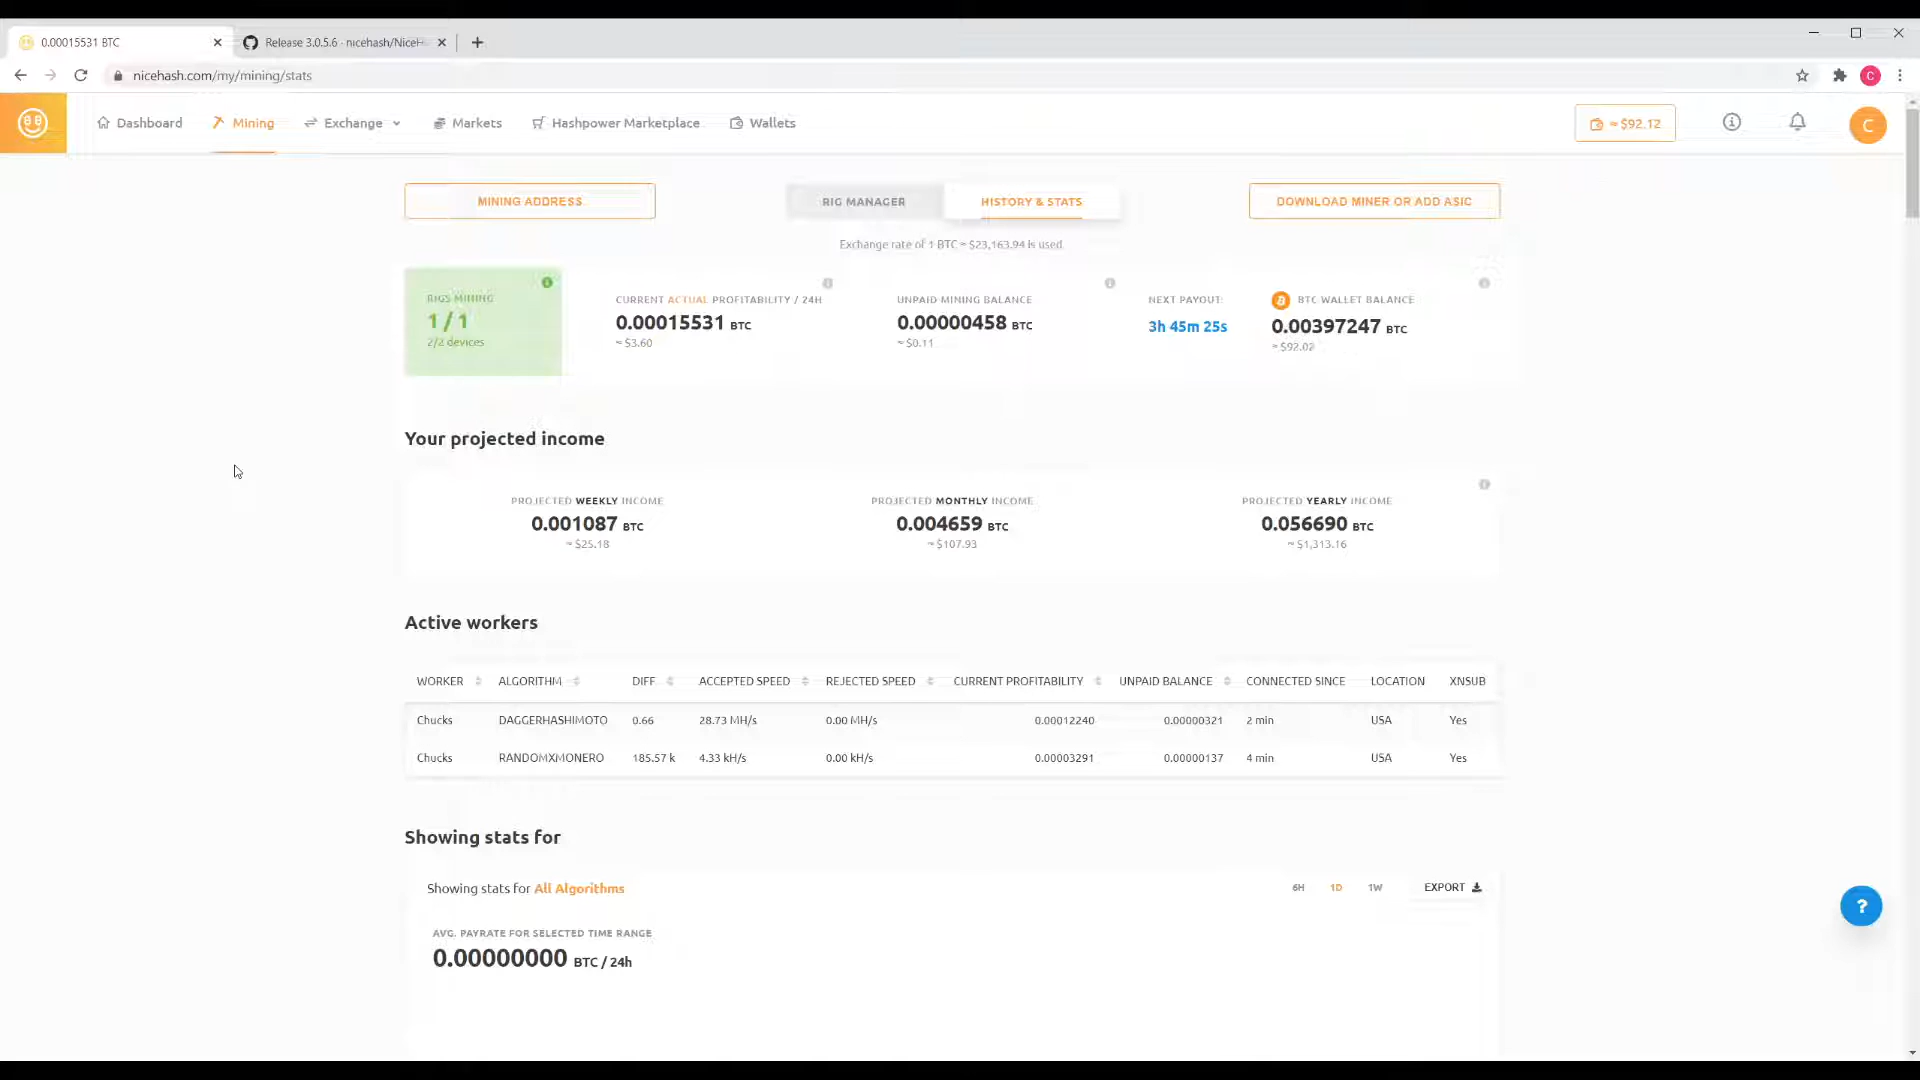 0.00015531 BTC
Release 3.0.5.6 · nicehash/NiceH
nicehash.com/my/mining/stats
C
Dashboard
Mining
Exchange
Markets
Hashpower Marketplace
Wallets
≈ $92.12
C
MINING ADDRESS
RIG MANAGER
HISTORY & STATS
DOWNLOAD MINER OR ADD ASIC
Exchange rate of 1 BTC ≈ $23,163.94 is used.
RIGS MINING
1 / 1
2/2 devices
CURRENT ACTUAL PROFITABILITY / 24H
0.00015531 BTC
≈ $3.60
UNPAID MINING BALANCE
0.00000458 BTC
≈ $0.11
NEXT PAYOUT:
3h 45m 25s
BTC WALLET BALANCE
0.00397247 BTC
≈ $92.02
Your projected income
PROJECTED WEEKLY INCOME
0.001087 BTC
≈ $25.18
PROJECTED MONTHLY INCOME
0.004659 BTC
≈ $107.93
PROJECTED YEARLY INCOME
0.056690 BTC
≈ $1,313.16
Active workers
WORKER ALGORITHM DIFF ACCEPTED SPEED REJECTED SPEED CURRENT PROFITABILITY UNPAID BALANCE CONNECTED SINCE LOCATION XNSUB
Chucks DAGGERHASHIMOTO 0.66 28.73 MH/s 0.00 MH/s 0.00012240 0.00000321 2 min USA Yes
Chucks RANDOMXMONERO 185.57 k 4.33 kH/s 0.00 kH/s 0.00003291 0.00000137 4 min USA Yes
Showing stats for
Showing stats for All Algorithms
6H 1D 1W EXPORT
AVG. PAYRATE FOR SELECTED TIME RANGE
0.00000000 BTC / 24h
?